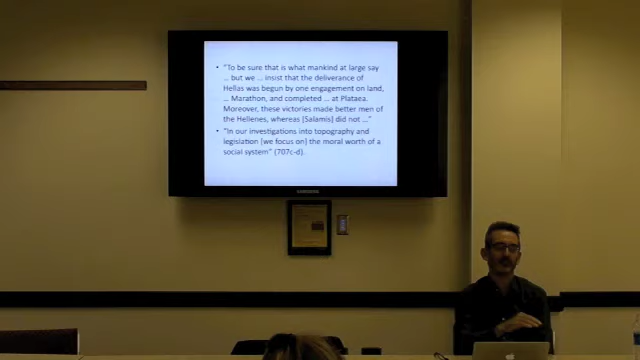 • "To be sure that is what mankind at large say
… but we … insist that the deliverance of
Hellas was begun by one engagement on land,
… Marathon, and completed … at Plataea.
Moreover, these victories made better men of
the Hellenes, whereas [Salamis] did not …"
• "In our investigations into topography and
legislation [we focus on] the moral worth of a
social system" (707c-d).
SAMSUNG